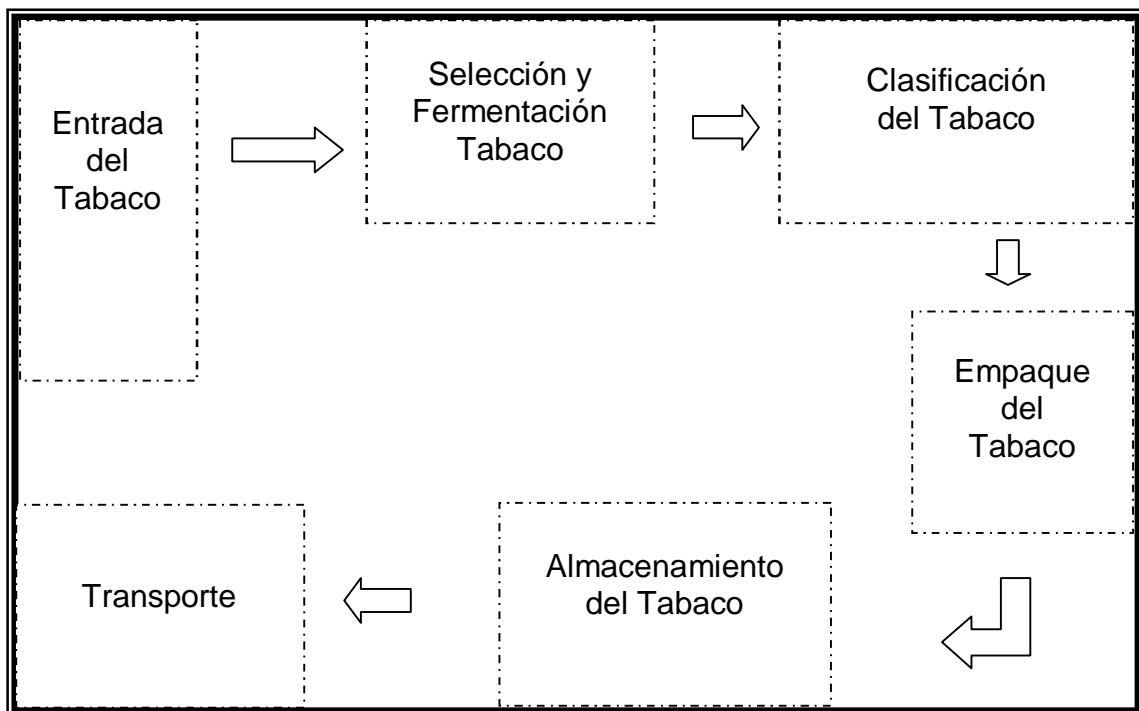 Entrada
del
Tabaco
Selección y
Fermentación
Tabaco
Clasificación
del Tabaco
Empaque
del
Tabaco
Almacenamiento
del Tabaco
Transporte